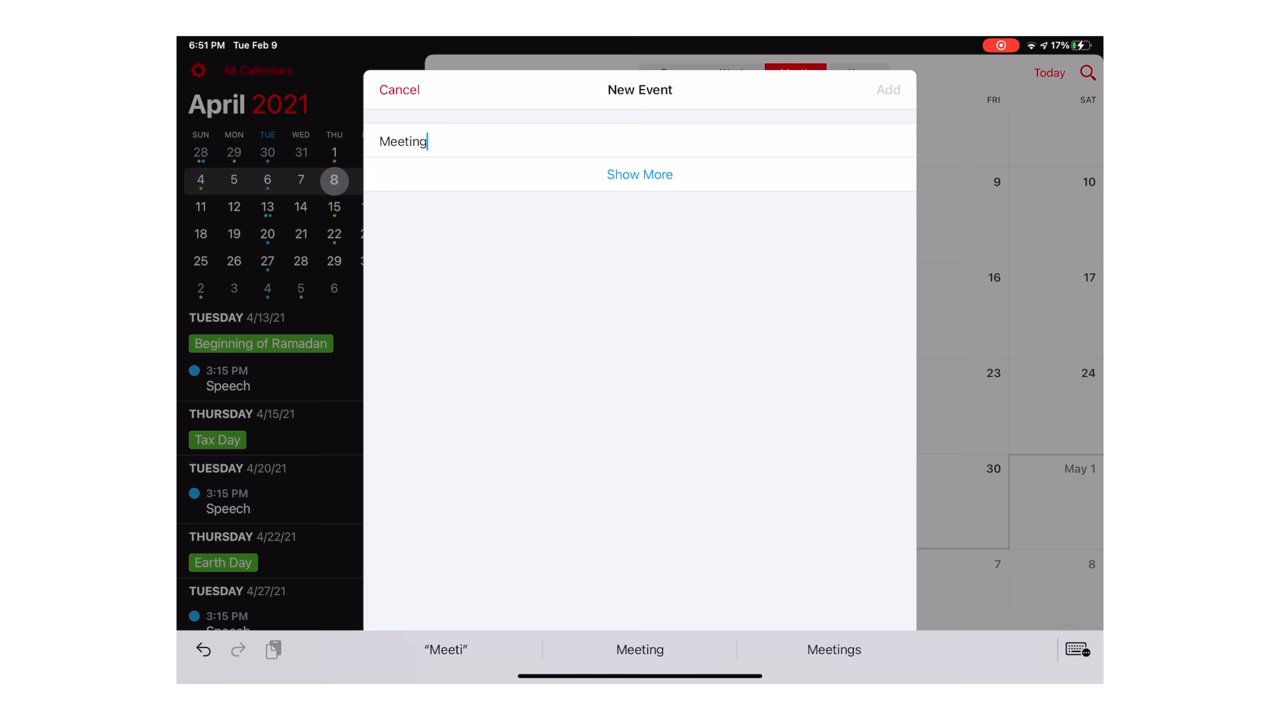 6:51 PM Tue Feb 9
17%
All Calendars
Today
April 2021
Cancel
New Event
Add
FRI SAT
SUN MON TUE WED THU
28 29 30 31 1
4 5 6 7 8
11 12 13 14 15
18 19 20 21 22
25 26 27 28 29
2 3 4 5 6
Meeting
Show More
9 10
16 17
23 24
30 May 1
7 8
TUESDAY 4/13/21
Beginning of Ramadan
3:15 PM
Speech
THURSDAY 4/15/21
Tax Day
TUESDAY 4/20/21
3:15 PM
Speech
THURSDAY 4/22/21
Earth Day
TUESDAY 4/27/21
3:15 PM
Speech
“Meeti” Meeting Meetings